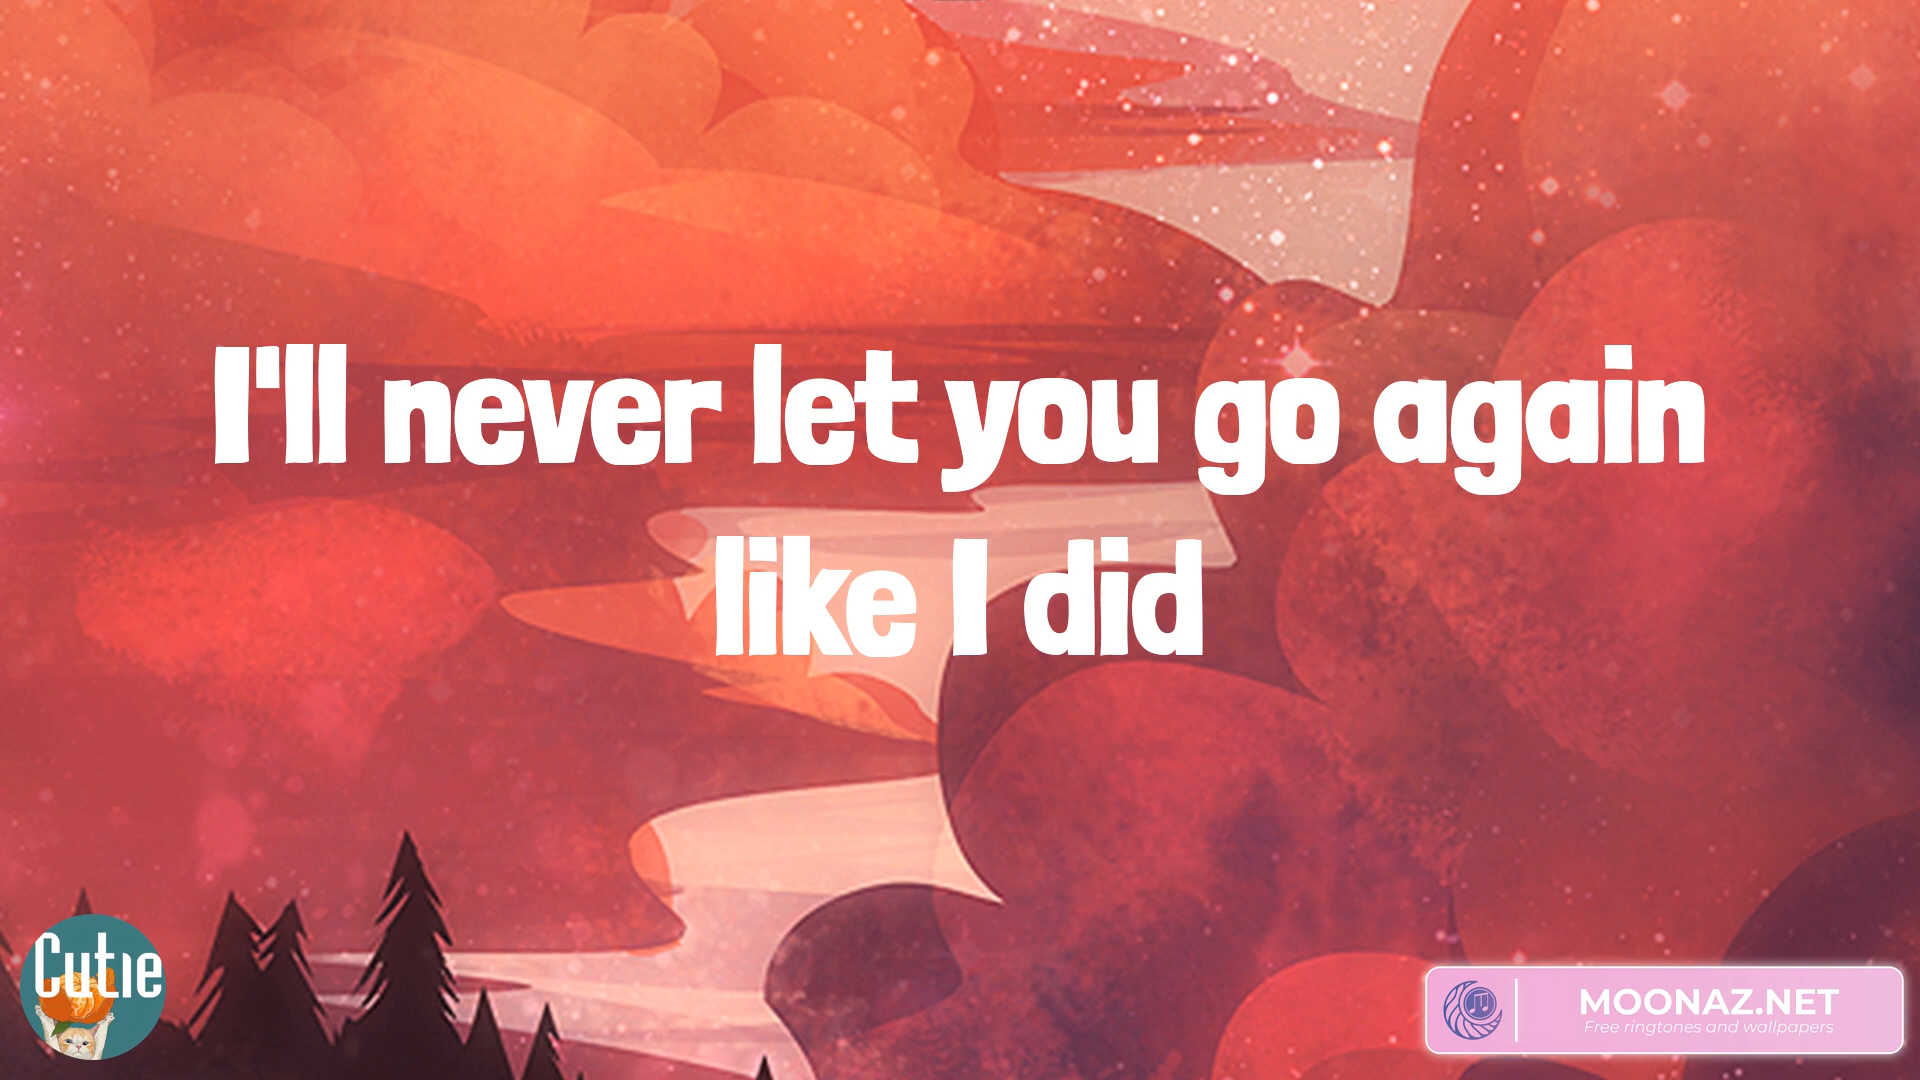 I'll never let you go again
like I did
Cutie
MOONAZ.NET
Free ringtones and wallpapers